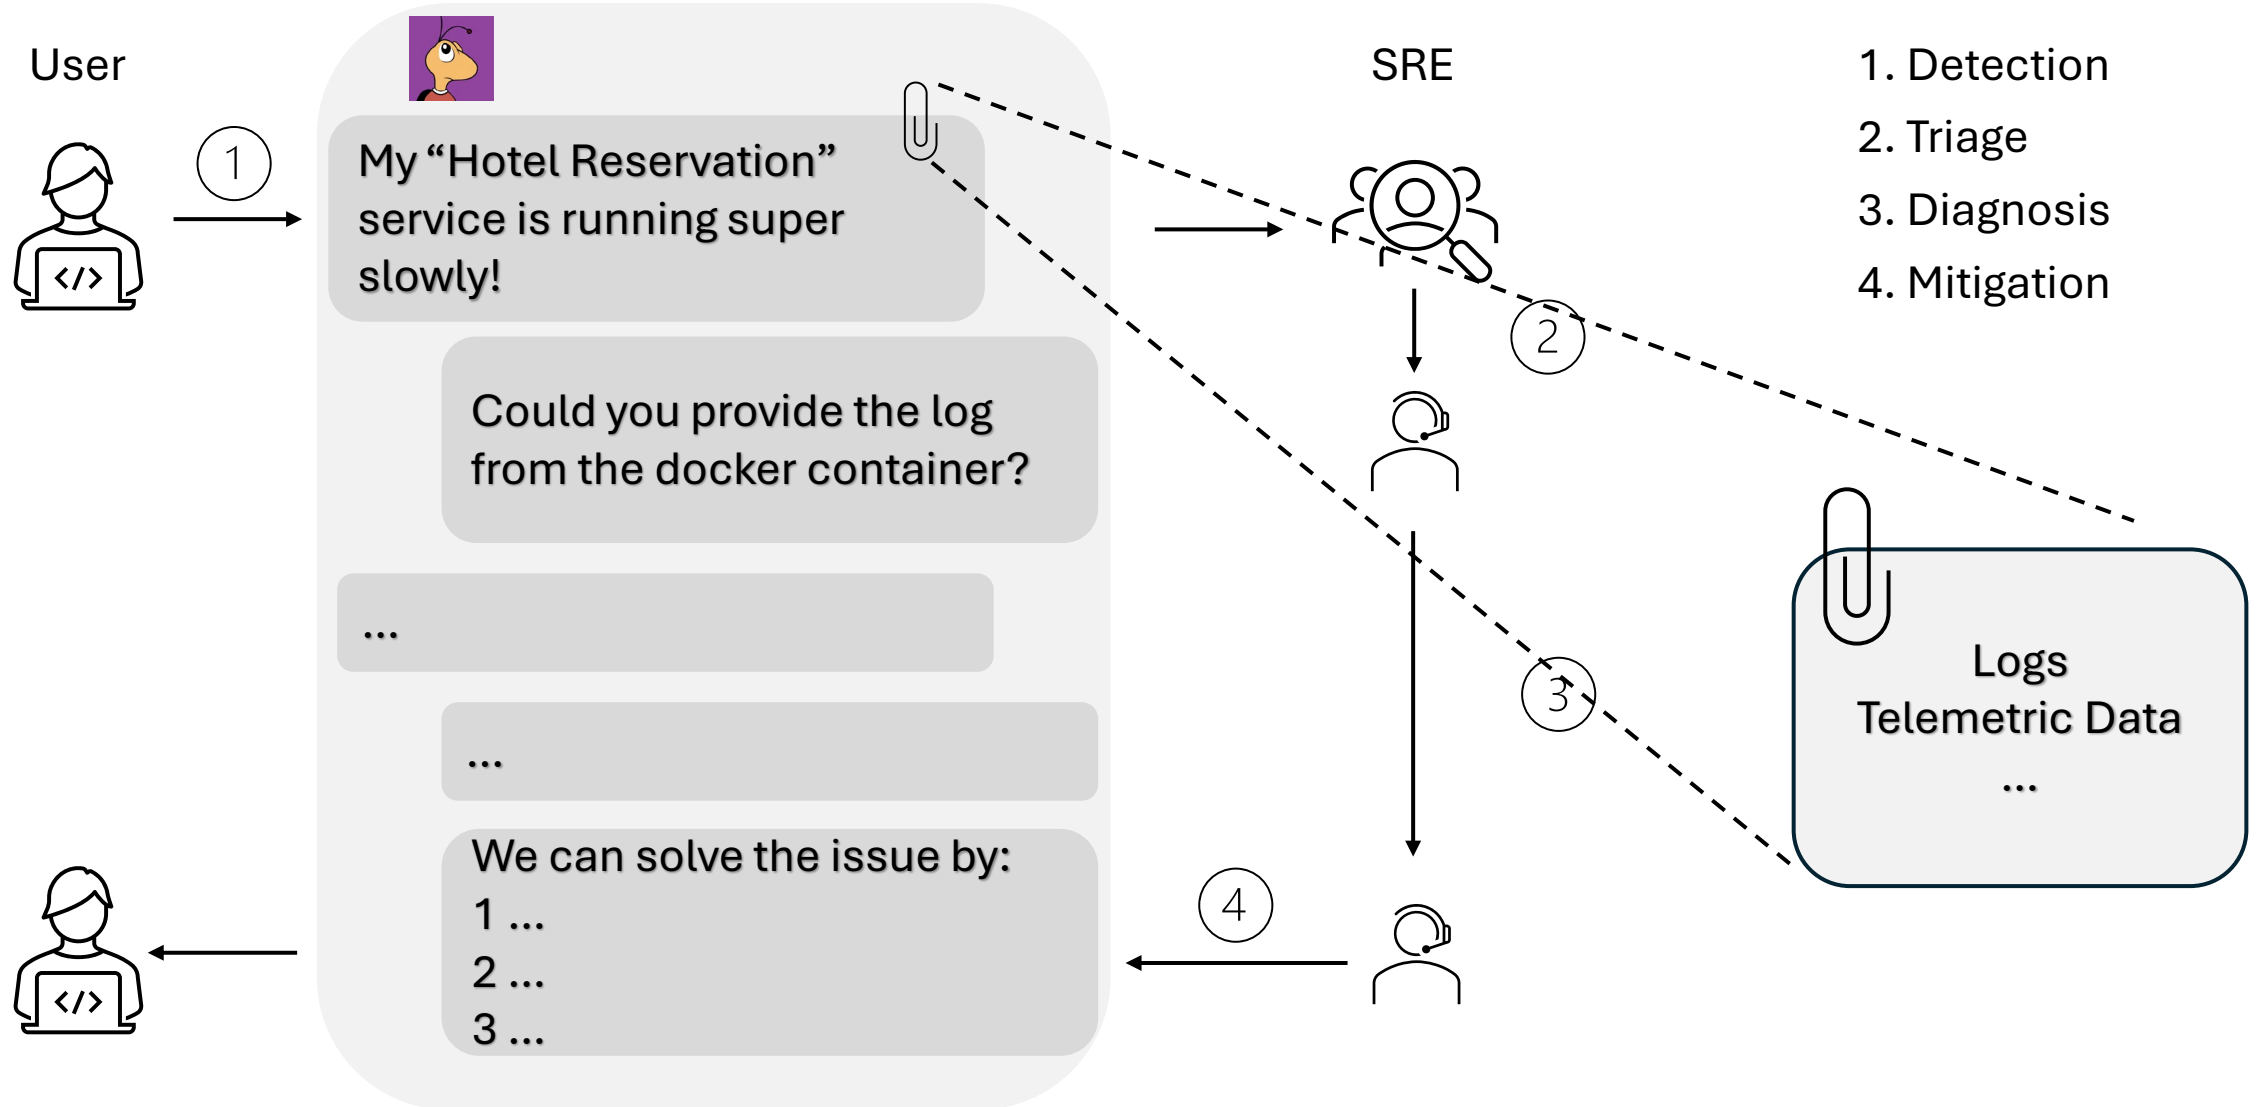 User
1
</>
My “Hotel Reservation”
service is running super
slowly!
Could you provide the log
from the docker container?
...
...
We can solve the issue by:
1 ...
2 ...
3 ...
</>
SRE
2
3
4
1. Detection
2. Triage
3. Diagnosis
4. Mitigation
Logs
Telemetric Data
...